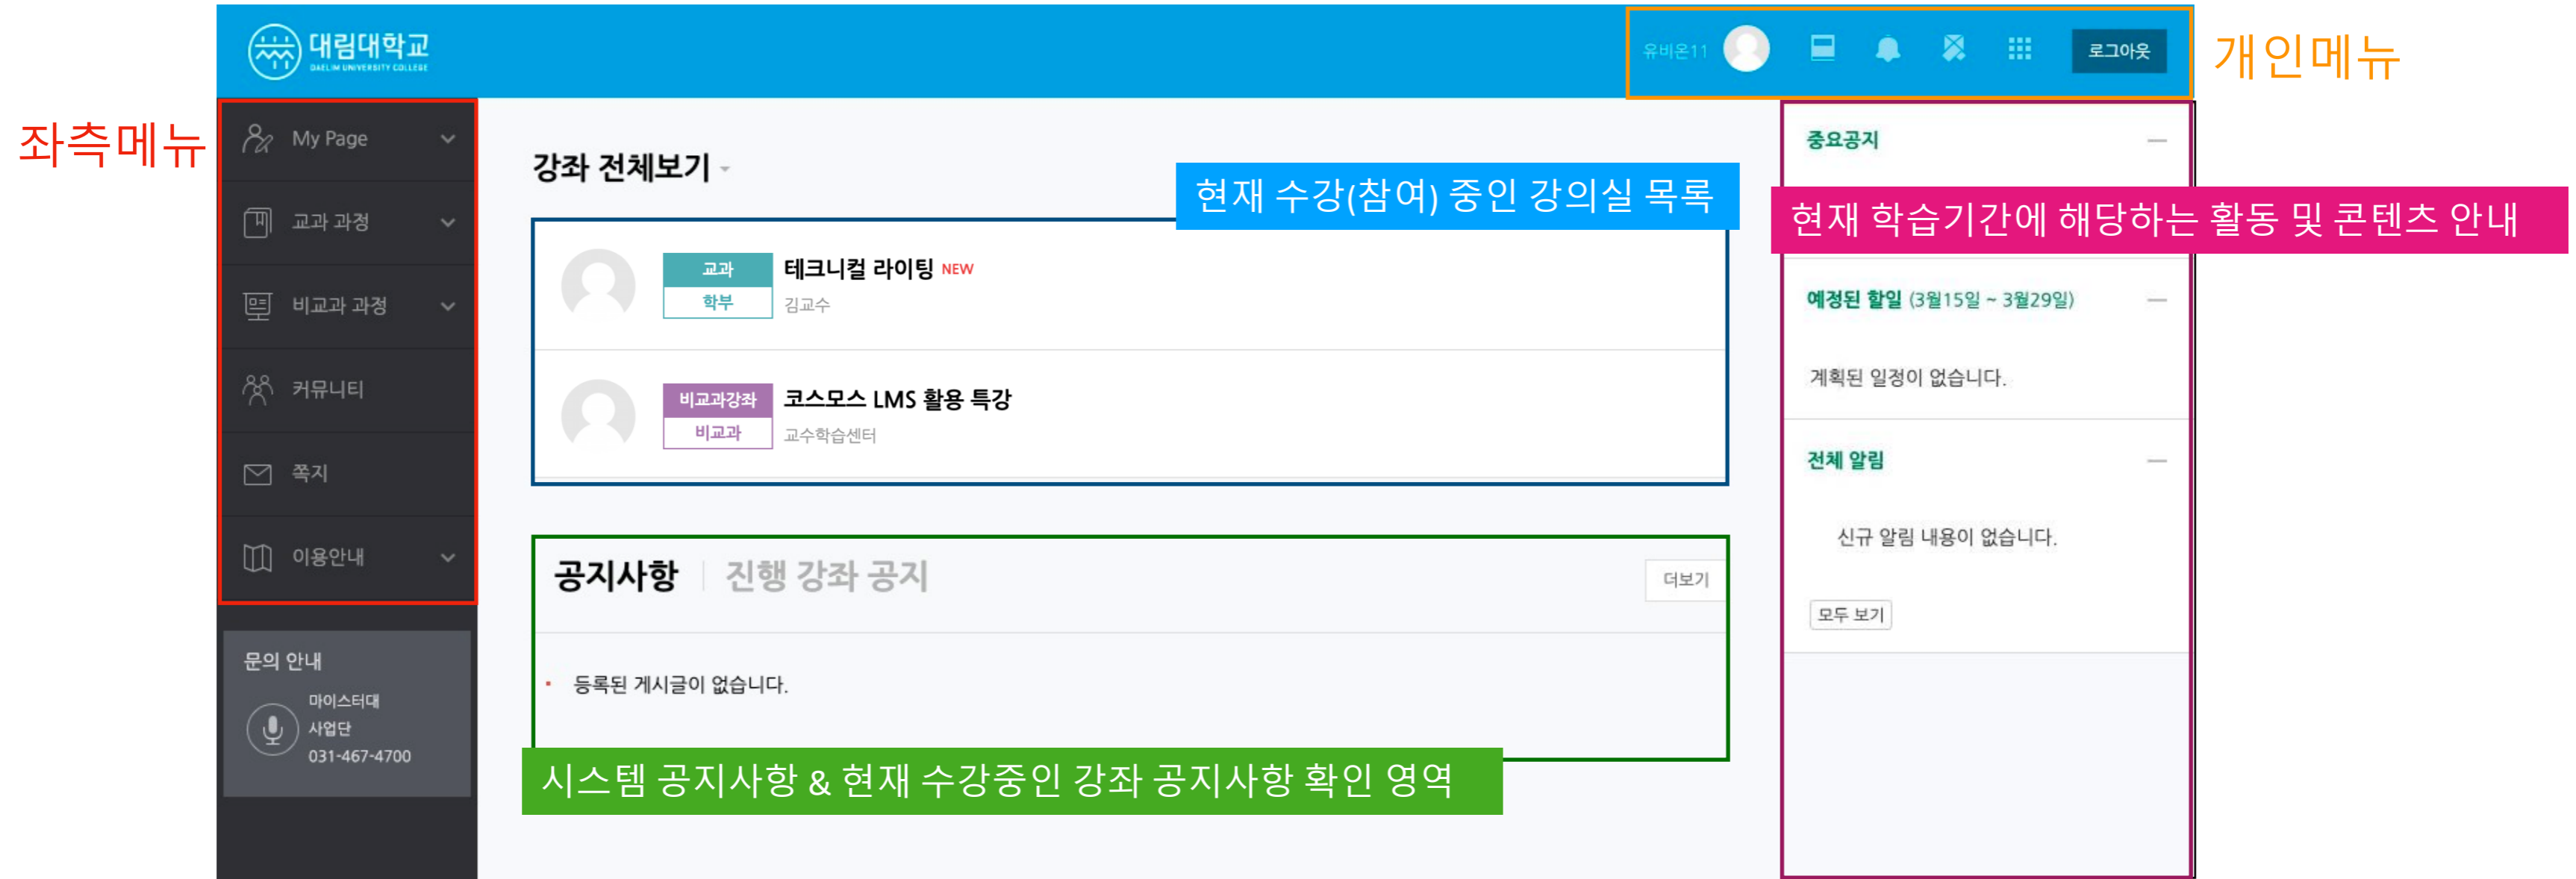 대림대학교
DAELIM UNIVERSITY COLLEGE
유비온11
로그아웃
개인메뉴
좌측메뉴
My Page
교과 과정
비교과 과정
커뮤니티
쪽지
이용안내
문의 안내
마이스터대
사업단
031-467-4700
강좌 전체보기
현재 수강(참여) 중인 강의실 목록
교과
학부
테크니컬 라이팅 NEW
김교수
비교과강좌
비교과
코스모스 LMS 활용 특강
교수학습센터
공지사항
진행 강좌 공지
더보기
등록된 게시글이 없습니다.
시스템 공지사항 & 현재 수강중인 강좌 공지사항 확인 영역
중요공지
현재 학습기간에 해당하는 활동 및 콘텐츠 안내
예정된 할일 (3월15일 ~ 3월29일)
계획된 일정이 없습니다.
전체 알림
신규 알림 내용이 없습니다.
모두 보기